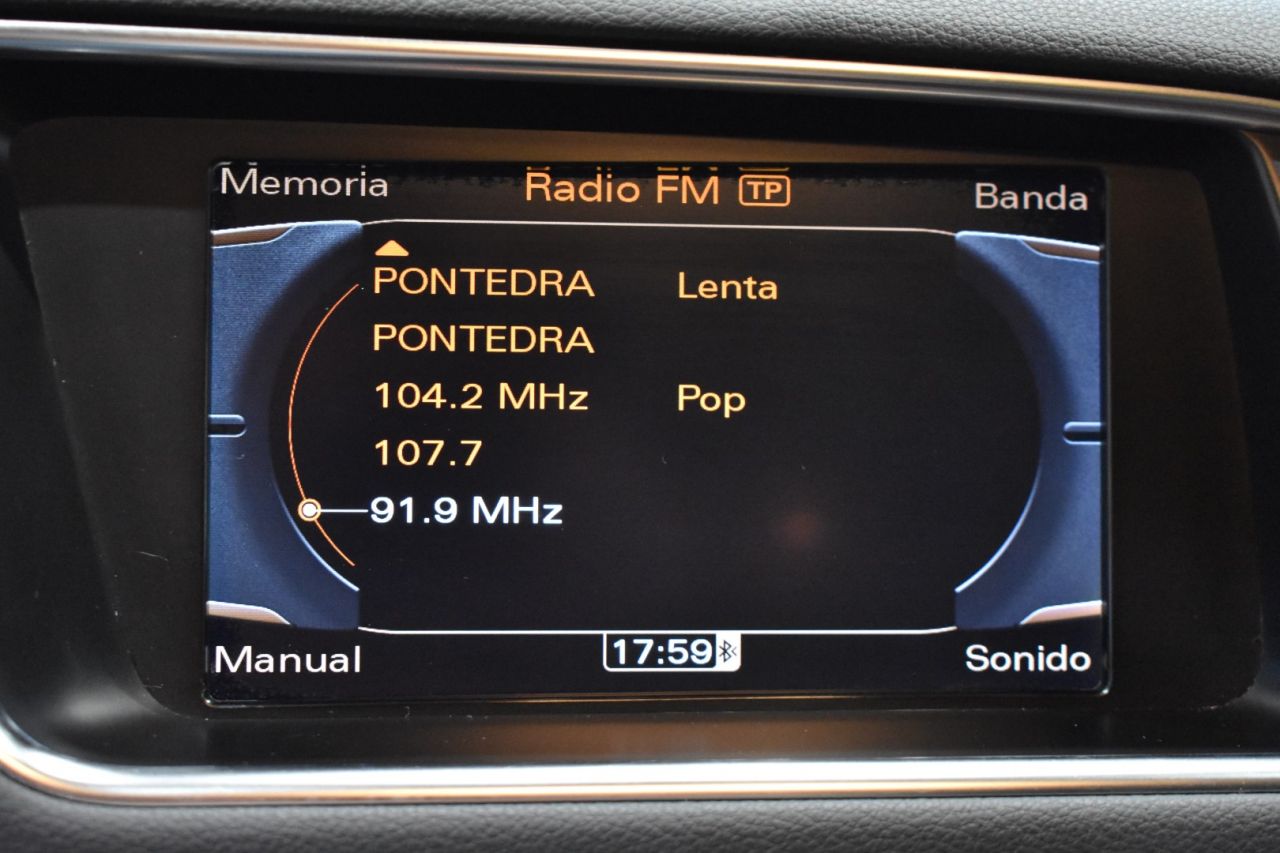 Memoria Radio FM TP Banda
PONTEDRA Lenta
PONTEDRA
104.2 MHz Pop
107.7
91.9 MHz
Manual 17:59 Sonido